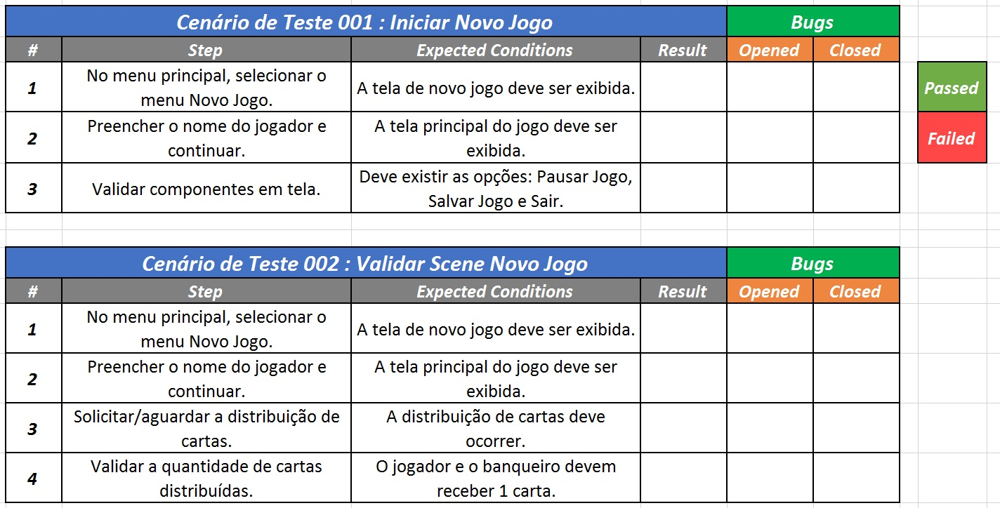 Cenário de Teste 001 : Iniciar Novo Jogo Bugs
# Step Expected Conditions Result Opened Closed
1 No menu principal, selecionar o menu Novo Jogo. A tela de novo jogo deve ser exibida. Passed
2 Preencher o nome do jogador e continuar. A tela principal do jogo deve ser exibida. Failed
3 Validar componentes em tela. Deve existir as opções: Pausar Jogo, Salvar Jogo e Sair.
Cenário de Teste 002 : Validar Scene Novo Jogo Bugs
# Step Expected Conditions Result Opened Closed
1 No menu principal, selecionar o menu Novo Jogo. A tela de novo jogo deve ser exibida.
2 Preencher o nome do jogador e continuar. A tela principal do jogo deve ser exibida.
3 Solicitar/aguardar a distribuição de cartas. A distribuição de cartas deve ocorrer.
4 Validar a quantidade de cartas distribuídas. O jogador e o banqueiro devem receber 1 carta.